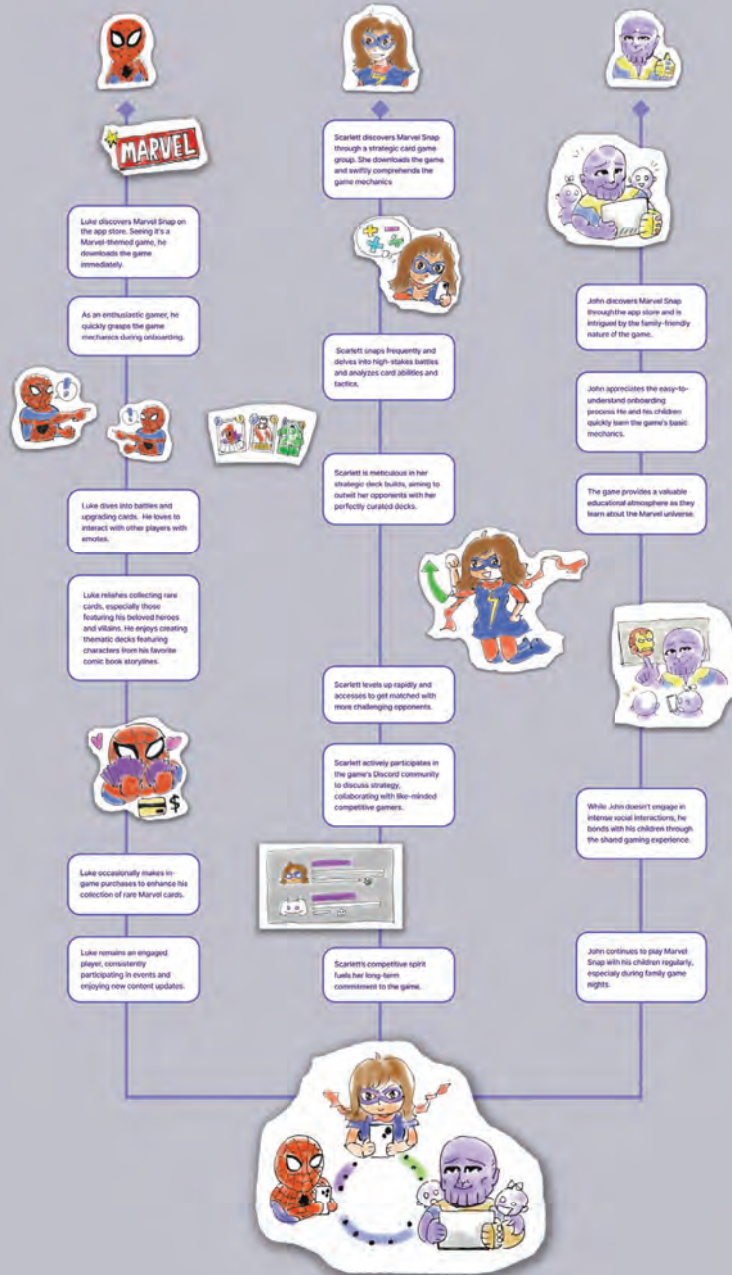 MARVEL
Luke discovers Marvel Snap on
the app store. Seeing it's a
Marvel-themed game, he
downloads the game
immediately.
As an enthusiastic gamer, he
quickly grasps the game
mechanics during onboarding.
Luke dives into battles and
upgrading cards. He loves to
interact with other players with
emotes.
Luke relishes collecting rare
cards, especially those
featuring his beloved heroes
and villains. He enjoys creating
thematic decks featuring
characters from his favorite
comic book storylines.
$
Luke occasionally makes in-
game purchases to enhance his
collection of rare Marvel cards.
Luke remains an engaged
player, consistently
participating in events and
enjoying new content updates.
Scarlett discovers Marvel Snap
through a strategic card game
group. She downloads the game
and swiftly comprehends the
game mechanics
Scarlett snaps frequently and
delves into high-stakes battles
and analyzes card abilities and
tactics.
Scarlett is meticulous in her
strategic deck builds, aiming to
outwit her opponents with her
perfectly curated decks.
Scarlett levels up rapidly and
accesses to get matched with
more challenging opponents.
Scarlett actively participates in
the game's Discord community
to discuss strategy,
collaborating with like-minded
competitive gamers.
Scarlett's competitive spirit
fuels her long-term
commitment to the game.
John discovers Marvel Snap
through the app store and is
intrigued by the family-friendly
nature of the game.
John appreciates the easy-to-
understand onboarding
process He and his children
quickly learn the game's basic
mechanics.
The game provides a valuable
educational atmosphere as they
learn about the Marvel universe.
While John doesn't engage in
intense social interactions, he
bonds with his children through
the shared gaming experience.
John continues to play Marvel
Snap with his children regularly,
especialy during family game
nights.